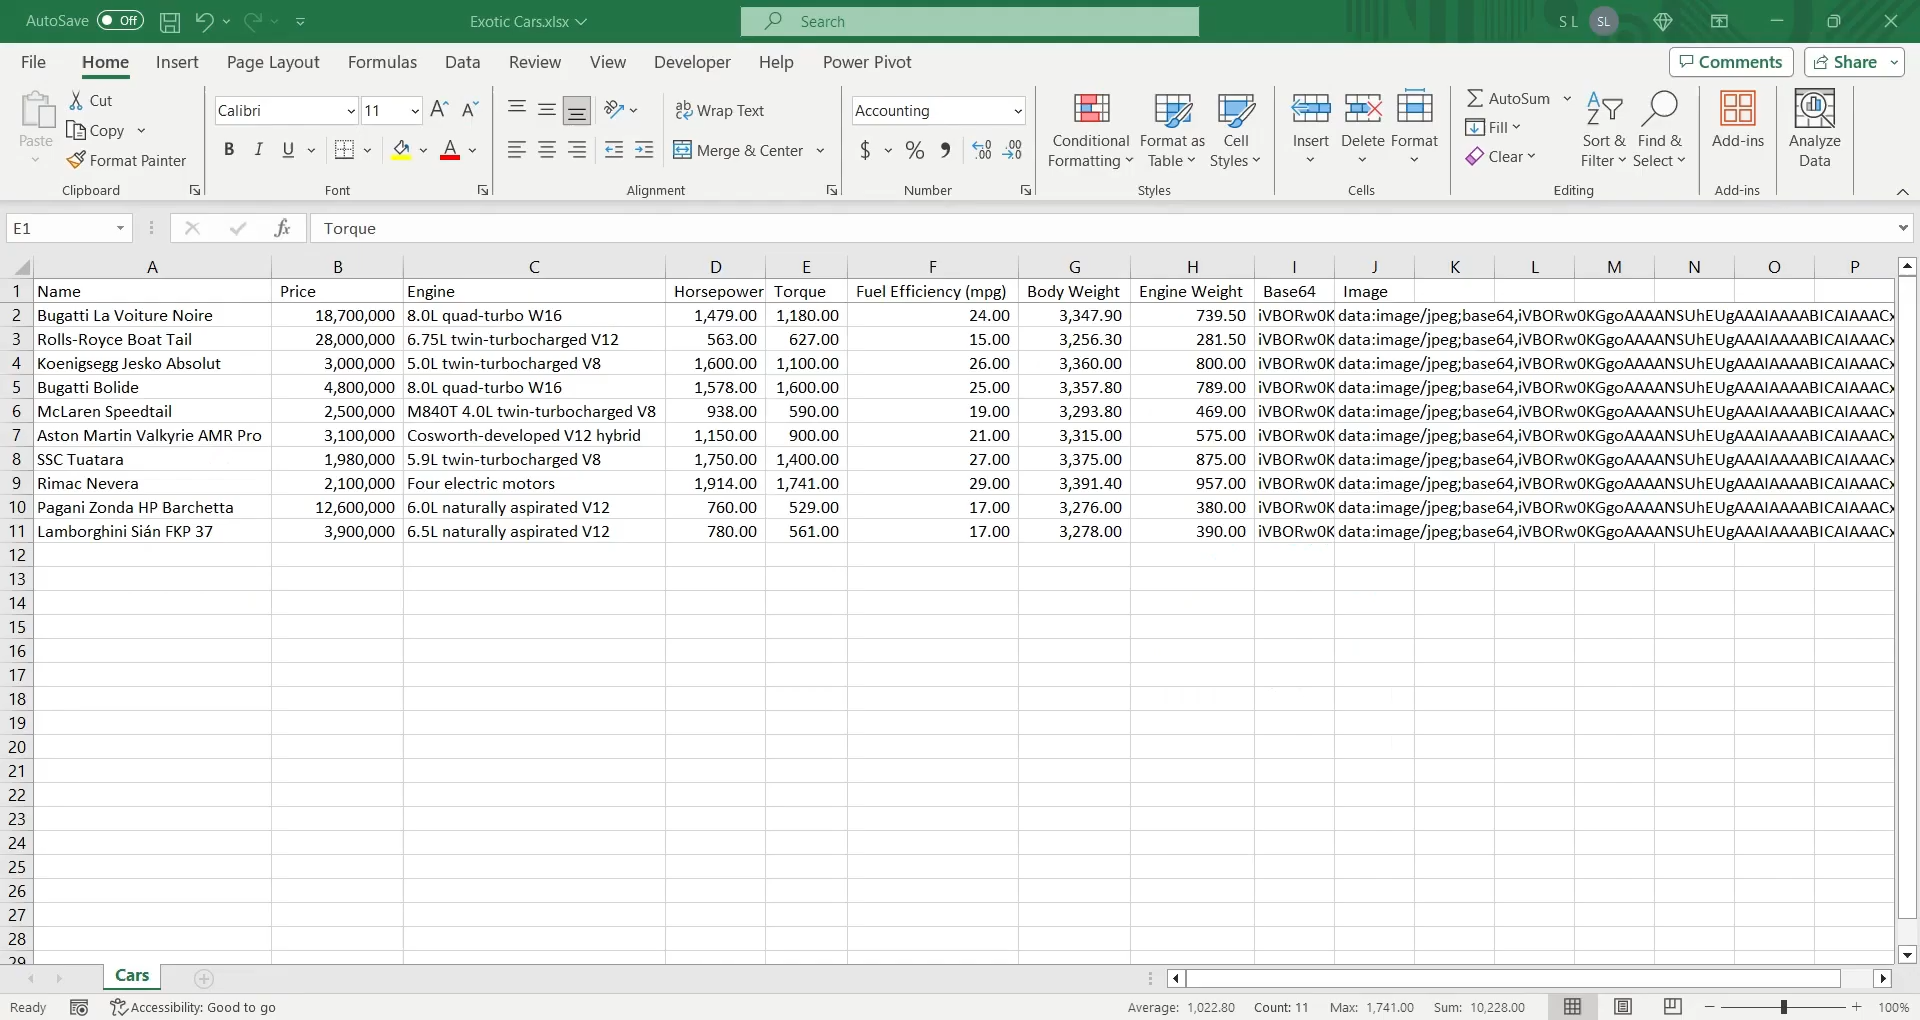 AutoSave Off Exotic Cars.xlsx Search S L SL
File Home Insert Page Layout Formulas Data Review View Developer Help Power Pivot Comments Share
Paste Cut Copy Format Painter Clipboard
Calibri 11 B I U A Font
Wrap Text Merge & Center Alignment
Accounting $ % Number
Conditional Formatting Format as Table Cell Styles Styles
Insert Delete Format Cells
AutoSum Fill Clear Sort & Filter Find & Select Editing
Add-ins Add-ins
Analyze Data
E1 fx Torque
A B C D E F G H I J K L M N O P
1 Name Price Engine Horsepower Torque Fuel Efficiency (mpg) Body Weight Engine Weight Base64 Image
2 Bugatti La Voiture Noire 18,700,000 8.0L quad-turbo W16 1,479.00 1,180.00 24.00 3,347.90 739.50 iVBORw0K data:image/jpeg;base64,iVBORw0KGgoAAAANSUhEUgAAAIAAAABICAIAAACx
3 Rolls-Royce Boat Tail 28,000,000 6.75L twin-turbocharged V12 563.00 627.00 15.00 3,256.30 281.50 iVBORw0K data:image/jpeg;base64,iVBORw0KGgoAAAANSUhEUgAAAIAAAABICAIAAACx
4 Koenigsegg Jesko Absolut 3,000,000 5.0L twin-turbocharged V8 1,600.00 1,100.00 26.00 3,360.00 800.00 iVBORw0K data:image/jpeg;base64,iVBORw0KGgoAAAANSUhEUgAAAIAAAABICAIAAACx
5 Bugatti Bolide 4,800,000 8.0L quad-turbo W16 1,578.00 1,600.00 25.00 3,357.80 789.00 iVBORw0K data:image/jpeg;base64,iVBORw0KGgoAAAANSUhEUgAAAIAAAABICAIAAACx
6 McLaren Speedtail 2,500,000 M840T 4.0L twin-turbocharged V8 938.00 590.00 19.00 3,293.80 469.00 iVBORw0K data:image/jpeg;base64,iVBORw0KGgoAAAANSUhEUgAAAIAAAABICAIAAACx
7 Aston Martin Valkyrie AMR Pro 3,100,000 Cosworth-developed V12 hybrid 1,150.00 900.00 21.00 3,315.00 575.00 iVBORw0K data:image/jpeg;base64,iVBORw0KGgoAAAANSUhEUgAAAIAAAABICAIAAACx
8 SSC Tuatara 1,980,000 5.9L twin-turbocharged V8 1,750.00 1,400.00 27.00 3,375.00 875.00 iVBORw0K data:image/jpeg;base64,iVBORw0KGgoAAAANSUhEUgAAAIAAAABICAIAAACx
9 Rimac Nevera 2,100,000 Four electric motors 1,914.00 1,741.00 29.00 3,391.40 957.00 iVBORw0K data:image/jpeg;base64,iVBORw0KGgoAAAANSUhEUgAAAIAAAABICAIAAACx
10 Pagani Zonda HP Barchetta 12,600,000 6.0L naturally aspirated V12 760.00 529.00 17.00 3,276.00 380.00 iVBORw0K data:image/jpeg;base64,iVBORw0KGgoAAAANSUhEUgAAAIAAAABICAIAAACx
11 Lamborghini Sián FKP 37 3,900,000 6.5L naturally aspirated V12 780.00 561.00 17.00 3,278.00 390.00 iVBORw0K data:image/jpeg;base64,iVBORw0KGgoAAAANSUhEUgAAAIAAAABICAIAAACx
12
13
14
15
16
17
18
19
20
21
22
23
24
25
26
27
28
29
Cars
Ready Accessibility: Good to go Average: 1,022.80 Count: 11 Max: 1,741.00 Sum: 10,228.00 100%